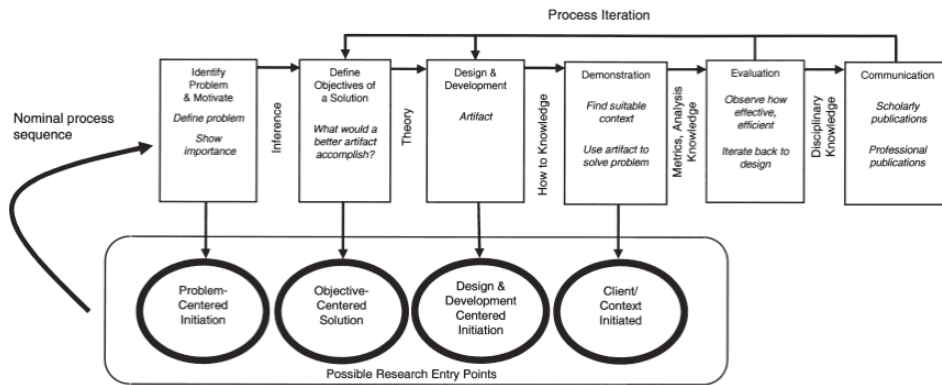 Process Iteration
Nominal process
sequence
Identify
Problem
& Motivate
Define problem
Show
importance
Inference
Define
Objectives of
a Solution
What would a
better artifact
accomplish?
Theory
Design &
Development
Artifact
How to Knowledge
Demonstration
Find suitable
context
Use artifact to
solve problem
Metrics, Analysis
Knowledge
Evaluation
Observe how
effective,
efficient
Iterate back to
design
Disciplinary
Knowledge
Communication
Scholarly
publications
Professional
publications
Problem-
Centered
Initiation
Objective-
Centered
Solution
Design &
Development
Centered
Initiation
Client/
Context
Initiated
Possible Research Entry Points